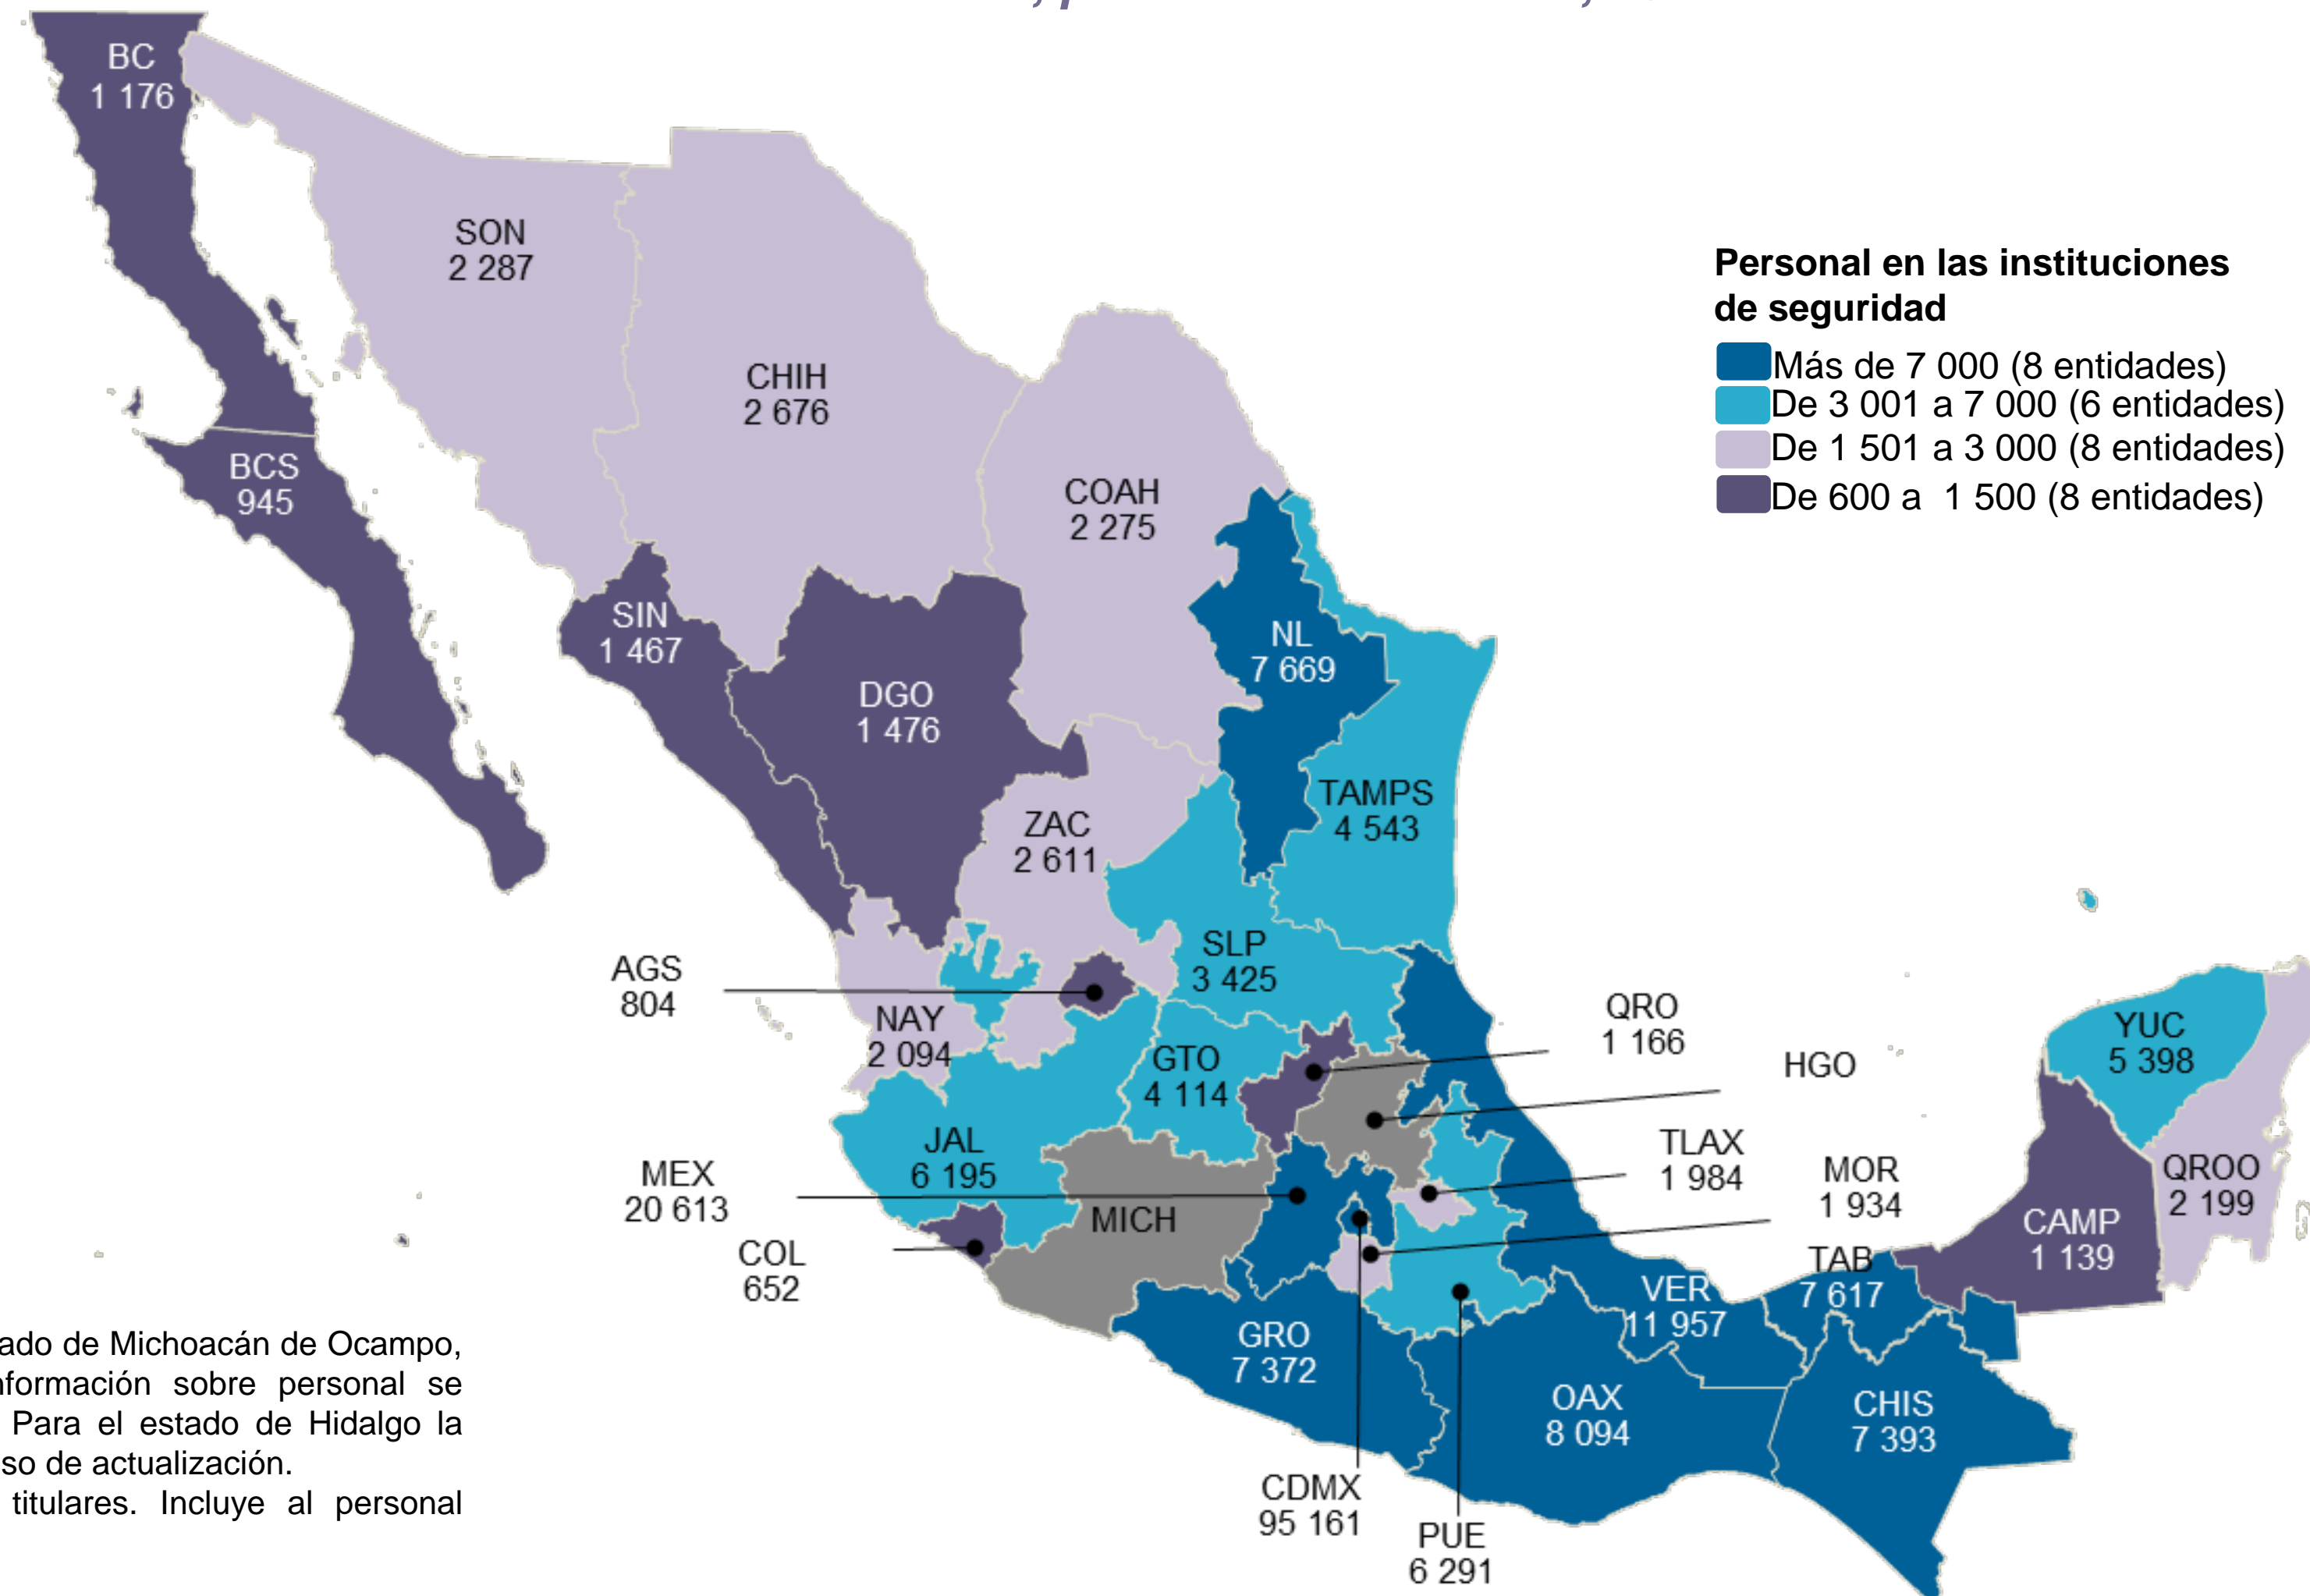 BC
1 176
SON
2 287
CHIH
2 676
COAH
2 275
BCS
945
SIN
1 467
DGO
1 476
NL
7 669
TAMPS
4 543
ZAC
2 611
SLP
3 425
AGS
804
NAY
2 094
GTO
4 114
QRO
1 166
HGO
JAL
6 195
MEX
20 613
MICH
COL
652
TLAX
1 984
MOR
1 934
YUC
5 398
QROO
2 199
CAMP
1 139
TAB
7 617
VER
11 957
GRO
7 372
OAX
8 094
CHIS
7 393
CDMX
95 161
PUE
6 291
Personal en las instituciones
de seguridad
Más de 7 000 (8 entidades)
De 3 001 a 7 000 (6 entidades)
De 1 501 a 3 000 (8 entidades)
De 600 a 1 500 (8 entidades)
de Michoacán de Ocampo,
sobre personal se
Para el estado de Hidalgo la
de actualización.
titulares. Incluye al personal